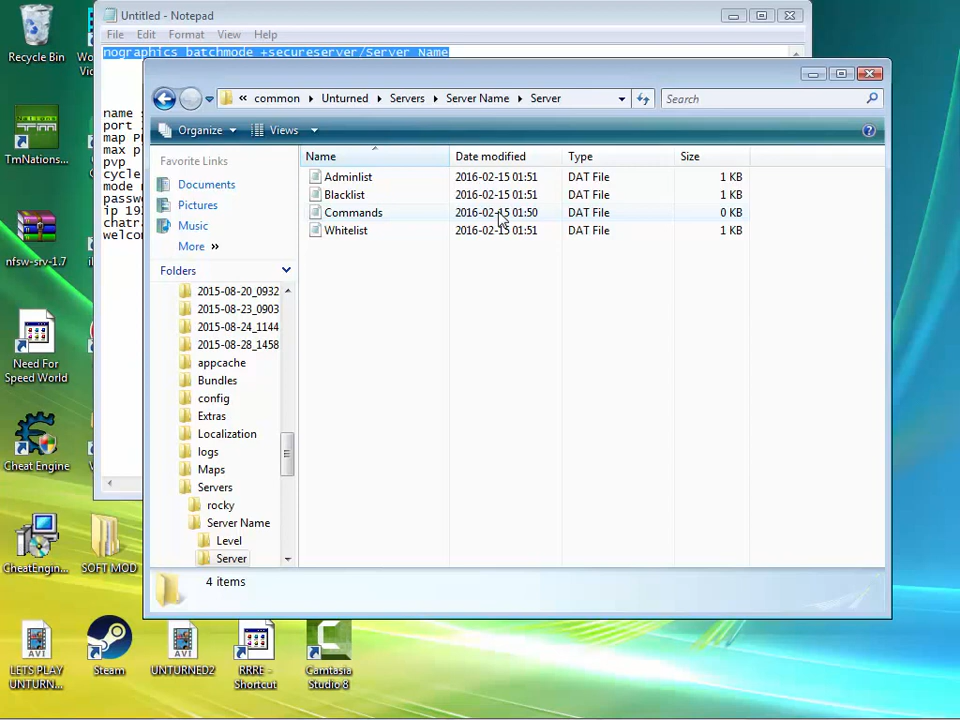 Recycle Bin
TmNations...
nfsw-srv-1.7
Need For
Speed World
Cheat Engine
CheatEngin...
SOFT MOD
LETS PLAY
UNTURN...
Steam
UNTURNED2
RRRE -
Shortcut
Camtasia
Studio 8
Untitled - Notepad
File Edit Format View Help
nographics batchmode +secureserver/Server Name
name
port
map
max p
pvp
cycle
mode
passw
ip 19
chatra
welcom
« common Unturned Servers Server Name Server
Search
Organize Views
Favorite Links
Documents
Pictures
Music
More »
Folders
2015-08-20_0932
2015-08-23_0903
2015-08-24_1144
2015-08-28_1458
appcache
Bundles
config
Extras
Localization
logs
Maps
Servers
rocky
Server Name
Level
Server
Name Date modified Type Size
Adminlist 2016-02-15 01:51 DAT File 1 KB
Blacklist 2016-02-15 01:51 DAT File 1 KB
Commands 2016-02-15 01:50 DAT File 0 KB
Whitelist 2016-02-15 01:51 DAT File 1 KB
4 items